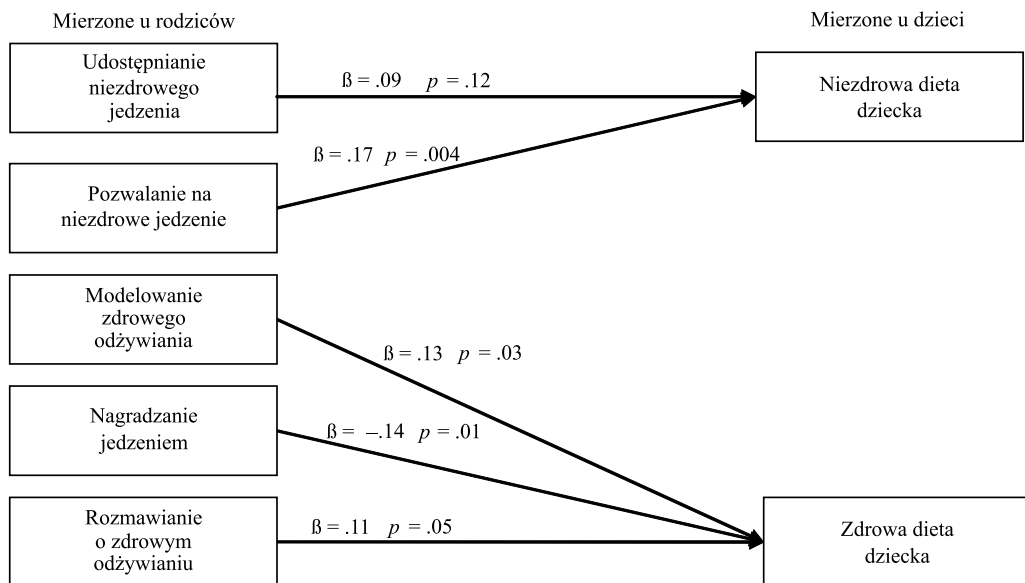 Mierzone u rodziców
Mierzone u dzieci
Udostępnianie
niezdrowego
jedzenia
ß = .09 p = .12
Niezdrowa dieta
dziecka
ß = .17 p = .004
Pozwalanie na
niezdrowe jedzenie
Modelowanie
zdrowego
odżywiania
ß = .13 p = .03
Nagradzanie
jedzeniem
ß = –.14 p = .01
Rozmawianie
o zdrowym
odżywianiu
ß = .11 p = .05
Zdrowa dieta
dziecka